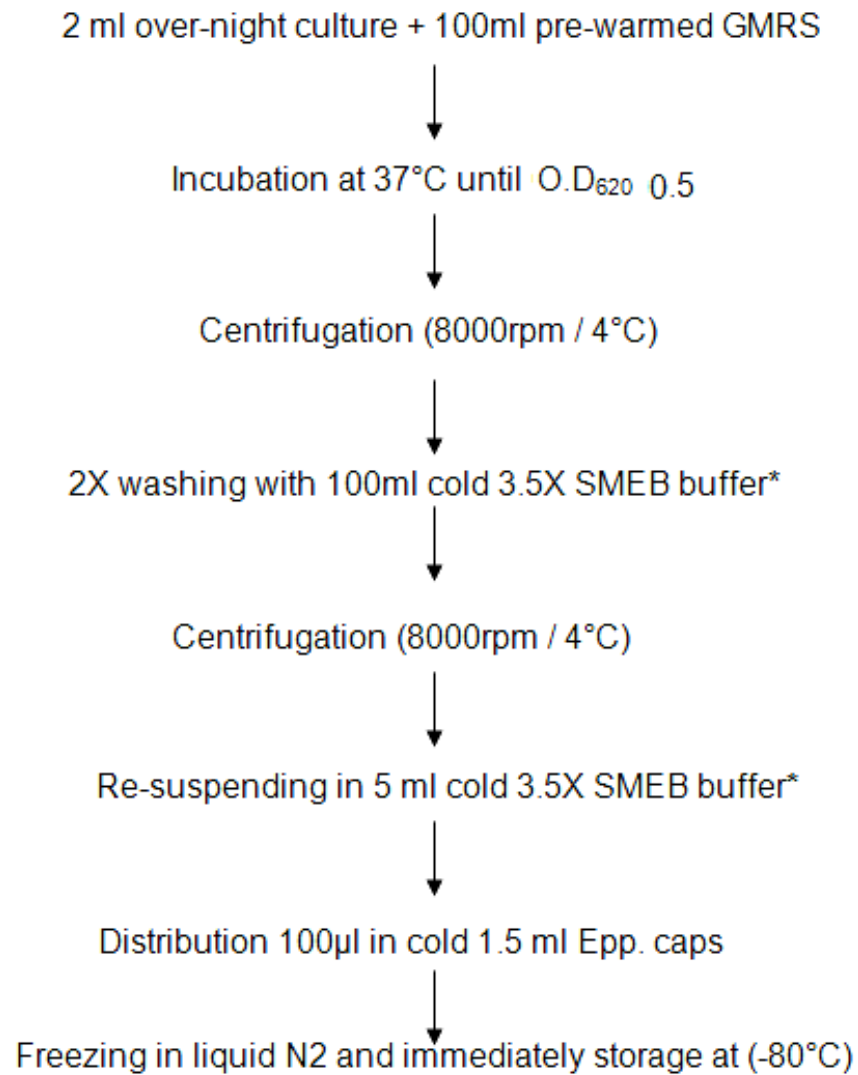 2 ml over-night culture + 100ml pre-warmed GMRS
Incubation at 37°C until O.D₆₂₀ 0.5
Centrifugation (8000rpm / 4°C)
2X washing with 100ml cold 3.5X SMEB buffer*
Centrifugation (8000rpm / 4°C)
Re-suspending in 5 ml cold 3.5X SMEB buffer*
Distribution 100µl in cold 1.5 ml Epp. caps
Freezing in liquid N2 and immediately storage at (-80°C)